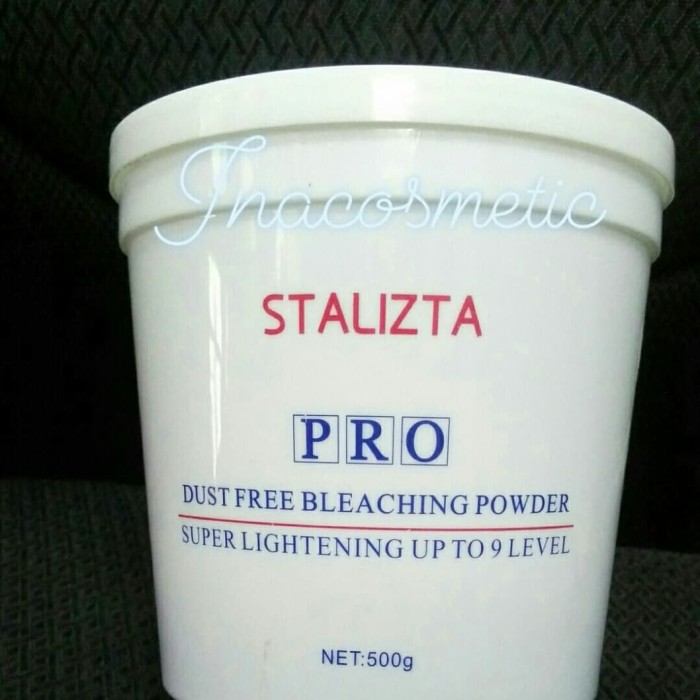 Inacosmetic
STALIZTA
PRO
DUST FREE BLEACHING POWDER
SUPER LIGHTENING UP TO 9 LEVEL
NET:500g